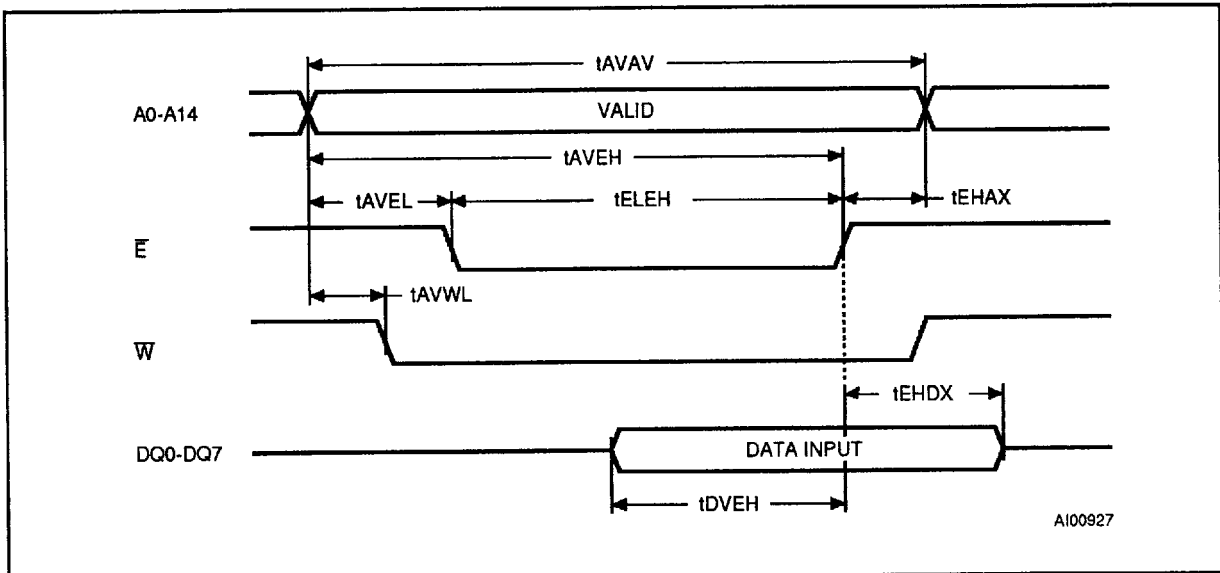 tAVAV
A0-A14
VALID
tAVEH
tAVEL
tELEH
tEHAX
E̅
tAVWL
W̅
tEHDX
DQ0-DQ7
DATA INPUT
tDVEH
AI00927